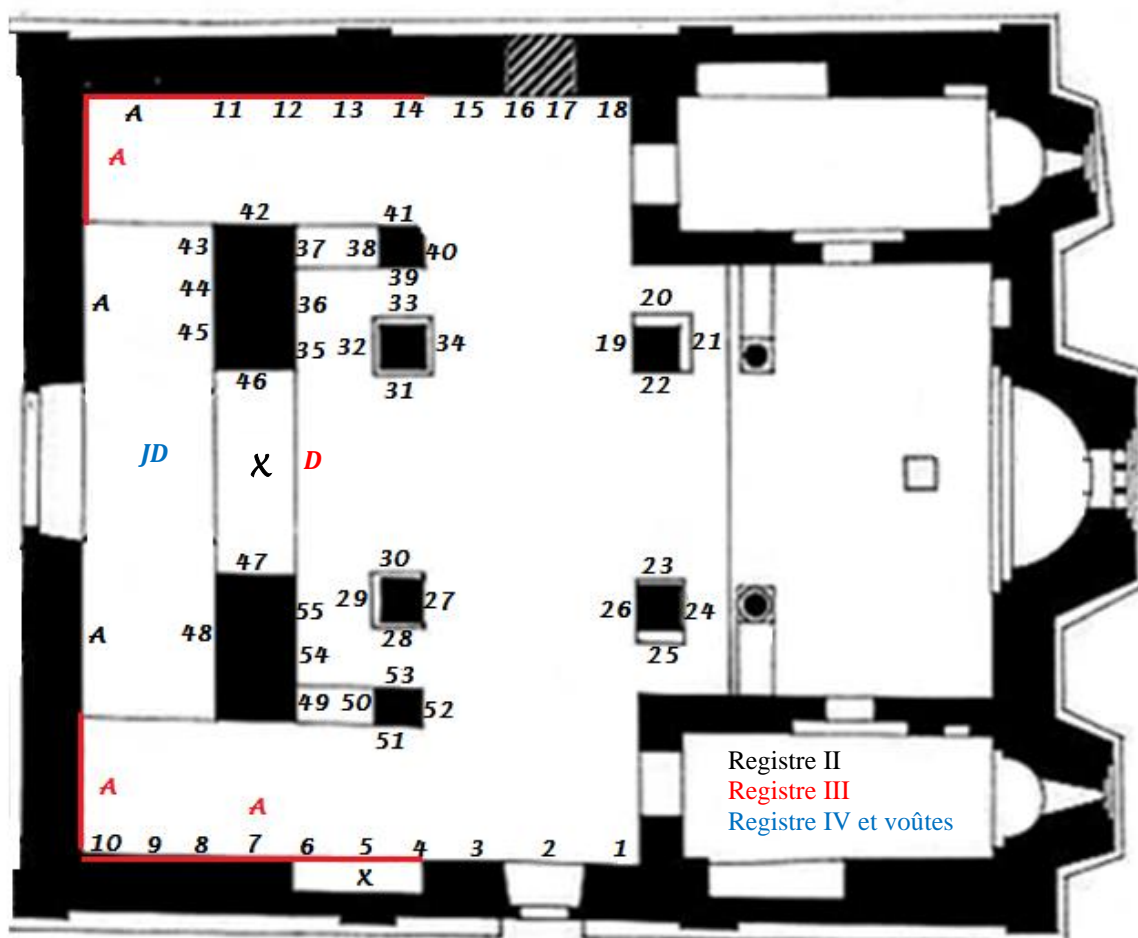 A 11 12 13 14 15 16 17 18
A
42 41
43 37 38 40
39
44 36 33 20
A
45 35 32 34 19 21
46 31 22
JD X D
47 30 23
29 27 26 24
55
A 48 28 25
54 53
49 50 52
51
Registre II
A A Registre III
Registre IV et voûtes
10 9 8 7 6 5 4 3 2 1
X